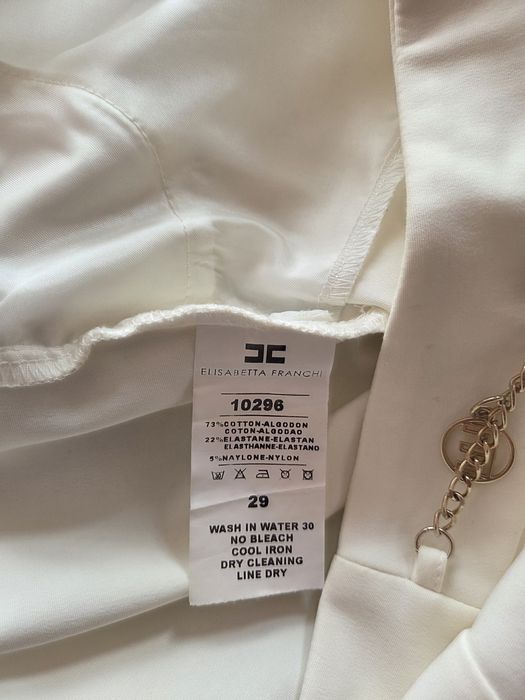 ELISABETTA FRANCHI
10296
73%COTTON-ALGODON
COTON-ALGODAO
22%ELASTANE-ELASTAN
ELASTHANNE-ELASTANO
5%NAYLONE-NYLON
29
WASH IN WATER 30
NO BLEACH
COOL IRON
DRY CLEANING
LINE DRY